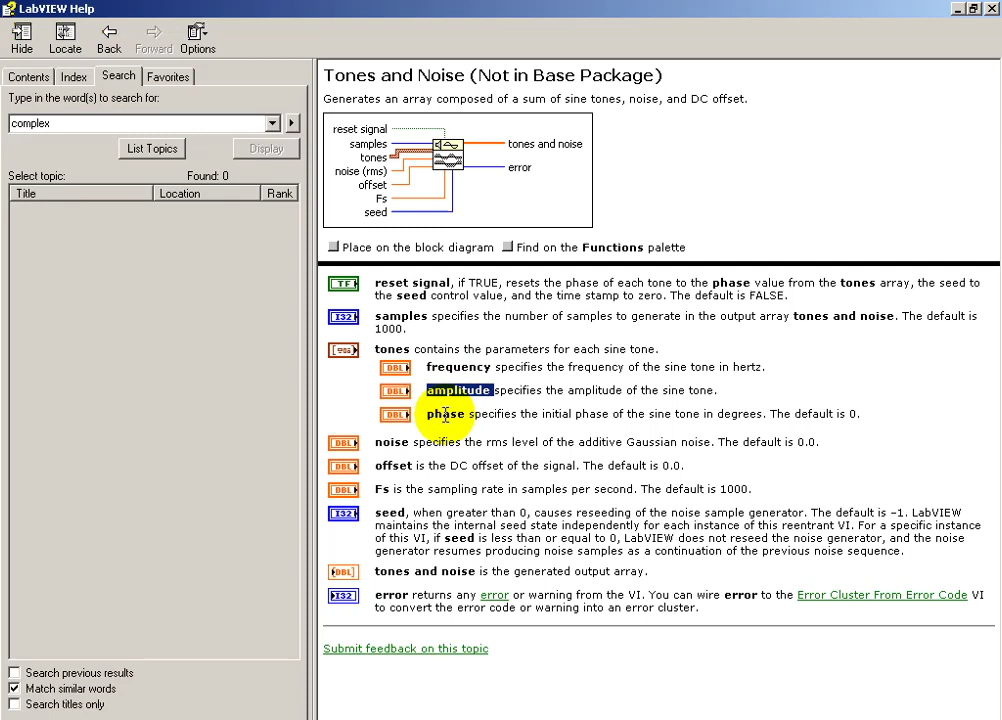 LabVIEW Help
Hide Locate Back Forward Options
Contents Index Search Favorites
Type in the word(s) to search for:
complex
List Topics Display
Select topic: Found: 0
Title Location Rank
Search previous results
Match similar words
Search titles only
Tones and Noise (Not in Base Package)
Generates an array composed of a sum of sine tones, noise, and DC offset.
reset signal
samples
tones
noise (rms)
offset
Fs
seed
tones and noise
error
Place on the block diagram Find on the Functions palette
TF reset signal, if TRUE, resets the phase of each tone to the phase value from the tones array, the seed to
the seed control value, and the time stamp to zero. The default is FALSE.
I32 samples specifies the number of samples to generate in the output array tones and noise. The default is
1000.
tones contains the parameters for each sine tone.
DBL frequency specifies the frequency of the sine tone in hertz.
DBL amplitude specifies the amplitude of the sine tone.
DBL phase specifies the initial phase of the sine tone in degrees. The default is 0.
DBL noise specifies the rms level of the additive Gaussian noise. The default is 0.0.
DBL offset is the DC offset of the signal. The default is 0.0.
DBL Fs is the sampling rate in samples per second. The default is 1000.
I32 seed, when greater than 0, causes reseeding of the noise sample generator. The default is –1. LabVIEW
maintains the internal seed state independently for each instance of this reentrant VI. For a specific instance
of this VI, if seed is less than or equal to 0, LabVIEW does not reseed the noise generator, and the noise
generator resumes producing noise samples as a continuation of the previous noise sequence.
[DBL] tones and noise is the generated output array.
I32 error returns any error or warning from the VI. You can wire error to the Error Cluster From Error Code VI
to convert the error code or warning into an error cluster.
Submit feedback on this topic